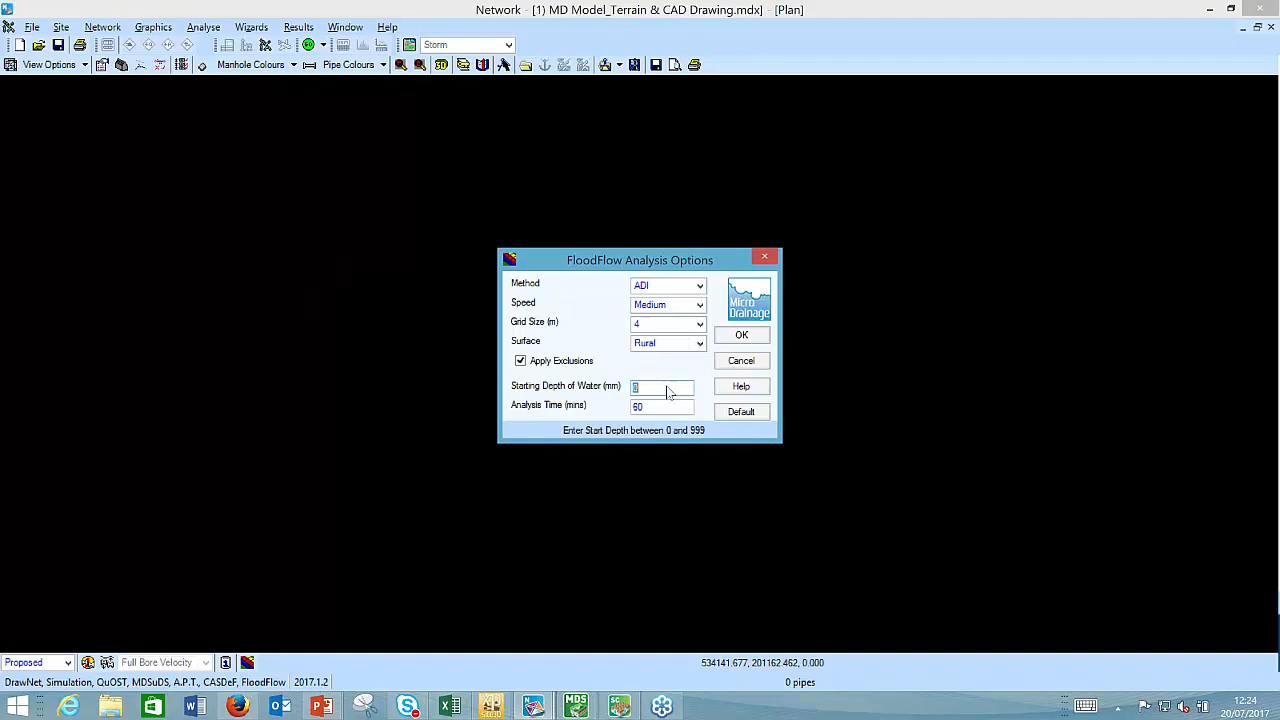 Network - [1) MD Model_Terrain & CAD Drawing.mdx] - [Plan]
File Site Network Graphics Analyse Wizards Results Window Help
Storm
View Options Manhole Colours Pipe Colours 3D
FloodFlow Analysis Options
Method ADI
Speed Medium
Grid Size (m) 4
Surface Rural
Apply Exclusions
Starting Depth of Water (mm) 0
Analysis Time (mins) 60
Enter Start Depth between 0 and 999
Micro
Drainage
OK
Cancel
Help
Default
Proposed Full Bore Velocity 534141.677, 201162.462, 0.000
DrawNet, Simulation, QuOST, MDSuDS, A.P.T., CASDeF, FloodFlow 2017.1.2 0 pipes
12:24
20/07/2017